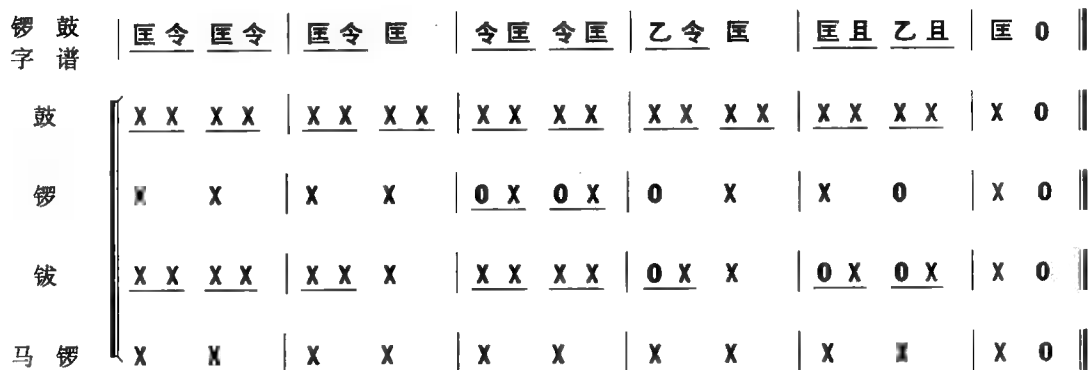 锣 鼓 字 谱 | 匡 令 匡 令 | 匡 令 匡 | 令 匡 令 匡 | 乙 令 匡 | 匡 且 乙 且 | 匡 0 ‖
鼓 X X X X | X X X X | X X X X | X X X X | X X X X | X 0 ‖
锣 X X | X X | 0 X 0 X | 0 X | X 0 | X 0 ‖
钹 X X X X | X X X | X X X X | 0 X X | 0 X 0 X | X 0 ‖
马 锣 X X | X X | X X | X X | X X | X 0 ‖